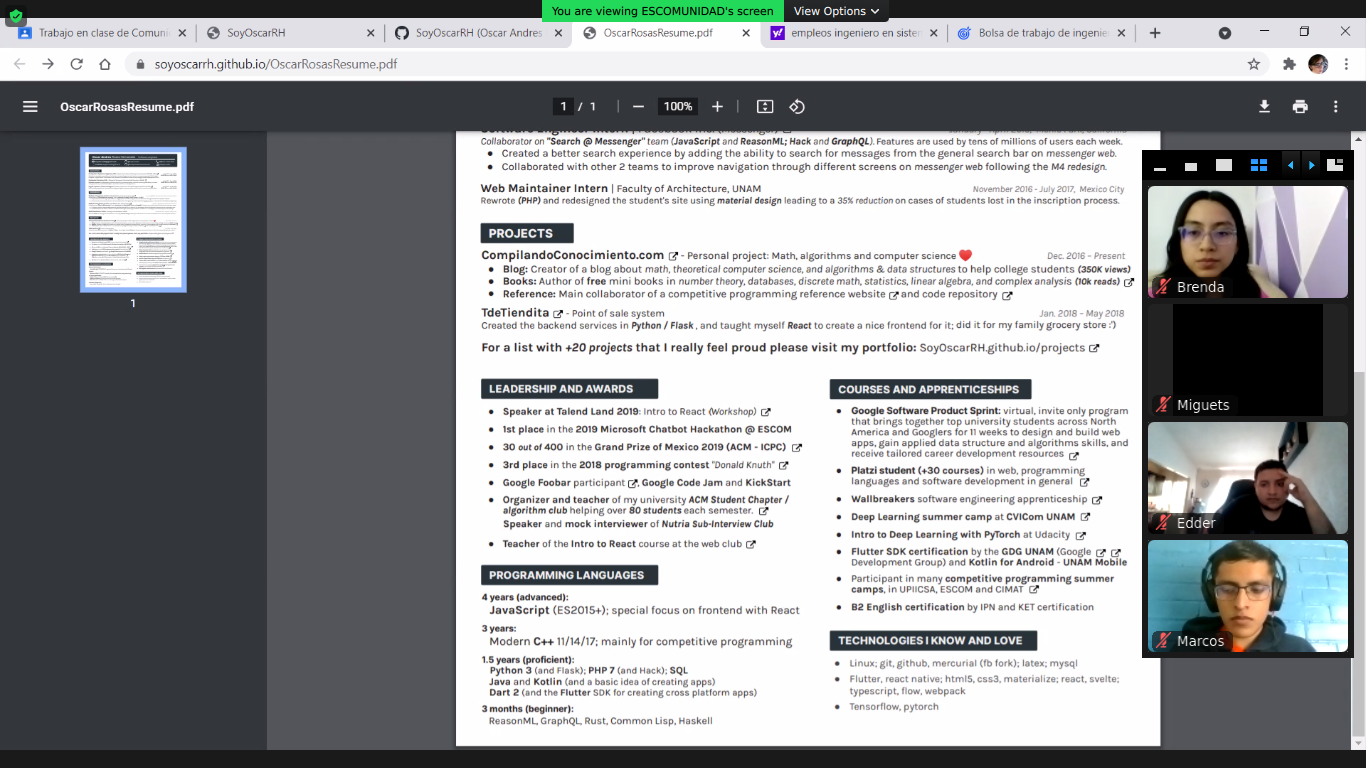 You are viewing ESCOMUNIDAD's screen View Options
Trabajo en clase de Comuni
SoyOscarRH
SoyOscarRH (Oscar Andres
OscarRosasResume.pdf
empleos ingeniero en sisten
Bolsa de trabajo de ingenie
soyoscarrh.github.io/OscarRosasResume.pdf
OscarRosasResume.pdf
1 / 1
100%
1
Collaborator on "Search @ Messenger" team (JavaScript and ReasonML; Hack and GraphQL). Features are used by tens of millions of users each week.
Created a better search experience by adding the ability to search for messages from the general search bar on messenger web.
Collaborated with other 2 teams to improve navigation through different screens on messenger web following the M4 redesign.
Web Maintainer Intern | Faculty of Architecture, UNAM November 2016 - July 2017, Mexico City
Rewrote (PHP) and redesigned the student's site using material design leading to a 35% reduction on cases of students lost in the inscription process.
PROJECTS
CompilandoConocimiento.com - Personal project: Math, algorithms and computer science ❤ Dec. 2016 – Present
Blog: Creator of a blog about math, theoretical computer science, and algorithms & data structures to help college students (350K views)
Books: Author of free mini books in number theory, databases, discrete math, statistics, linear algebra, and complex analysis (10k reads)
Reference: Main collaborator of a competitive programming reference website and code repository
TdeTiendita - Point of sale system Jan. 2018 – May 2018
Created the backend services in Python / Flask , and taught myself React to create a nice frontend for it; did it for my family grocery store :')
For a list with +20 projects that I really feel proud please visit my portfolio: SoyOscarRH.github.io/projects
LEADERSHIP AND AWARDS
Speaker at Talend Land 2019: Intro to React (Workshop)
1st place in the 2019 Microsoft Chatbot Hackathon @ ESCOM
30 out of 400 in the Grand Prize of Mexico 2019 (ACM - ICPC)
3rd place in the 2018 programming contest "Donald Knuth"
Google Foobar participant , Google Code Jam and KickStart
Organizer and teacher of my university ACM Student Chapter /
algorithm club helping over 80 students each semester.
Speaker and mock interviewer of Nutria Sub-Interview Club
Teacher of the Intro to React course at the web club
PROGRAMMING LANGUAGES
4 years (advanced):
JavaScript (ES2015+); special focus on frontend with React
3 years:
Modern C++ 11/14/17; mainly for competitive programming
1.5 years (proficient):
Python 3 (and Flask); PHP 7 (and Hack); SQL
Java and Kotlin (and a basic idea of creating apps)
Dart 2 (and the Flutter SDK for creating cross platform apps)
3 months (beginner):
ReasonML, GraphQL, Rust, Common Lisp, Haskell
COURSES AND APPRENTICESHIPS
Google Software Product Sprint: virtual, invite only program
that brings together top university students across North
America and Googlers for 11 weeks to design and build web
apps, gain applied data structure and algorithms skills, and
receive tailored career development resources
Platzi student (+30 courses) in web, programming
languages and software development in general
Wallbreakers software engineering apprenticeship
Deep Learning summer camp at CVICom UNAM
Intro to Deep Learning with PyTorch at Udacity
Flutter SDK certification by the GDG UNAM (Google
Development Group) and Kotlin for Android - UNAM Mobile
Participant in many competitive programming summer
camps, in UPIICSA, ESCOM and CIMAT
B2 English certification by IPN and KET certification
TECHNOLOGIES I KNOW AND LOVE
Linux; git, github, mercurial (fb fork); latex; mysql
Flutter, react native; html5, css3, materialize; react, svelte;
typescript, flow, webpack
Tensorflow, pytorch
Brenda
Miguets
Edder
Marcos